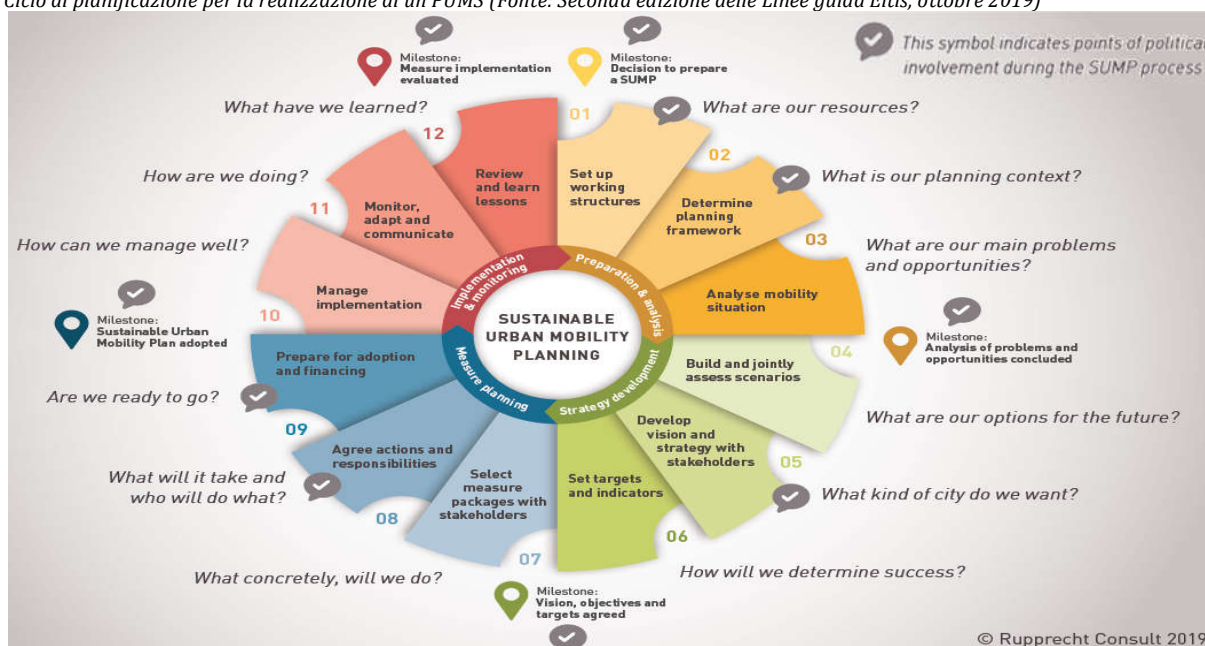 Ciclo di pianificazione per la realizzazione di un PUMS (Fonte: Seconda edizione delle Linee guida Eltis, ottobre 2019)
This symbol indicates points of political
involvement during the SUMP process
Milestone:
Measure implementation
evaluated
Milestone:
Decision to prepare
a SUMP
What have we learned?
What are our resources?
12
01
Review
and learn
lessons
Set up
working
structures
02
How are we doing?
What is our planning context?
11
Monitor,
adapt and
communicate
Determine
planning
framework
03
How can we manage well?
What are our main problems
and opportunities?
10
Manage
implementation
Analyse mobility
situation
Milestone:
Sustainable Urban
Mobility Plan adopted
Milestone:
Analysis of problems and
opportunities concluded
Implementation
& monitoring
Preparation & analysis
SUSTAINABLE
URBAN MOBILITY
PLANNING
Measure planning
Strategy development
Prepare for adoption
and financing
Build and jointly
assess scenarios
04
Are we ready to go?
What are our options for the future?
09
Agree actions and
responsibilities
Develop
vision and
strategy with
stakeholders
05
What will it take and
who will do what?
What kind of city do we want?
08
Select
measure
packages with
stakeholders
Set targets
and indicators
06
07
What concretely, will we do?
How will we determine success?
Milestone:
Vision, objectives and
targets agreed
© Rupprecht Consult 2019